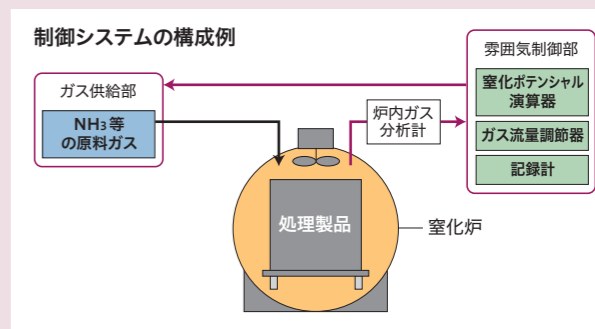 制御システムの構成例
ガス供給部
NH3等
の原料ガス
炉内ガス
分析計
雰囲気制御部
窒化ポテンシャル
演算器
ガス流量調節器
記録計
処理製品
窒化炉